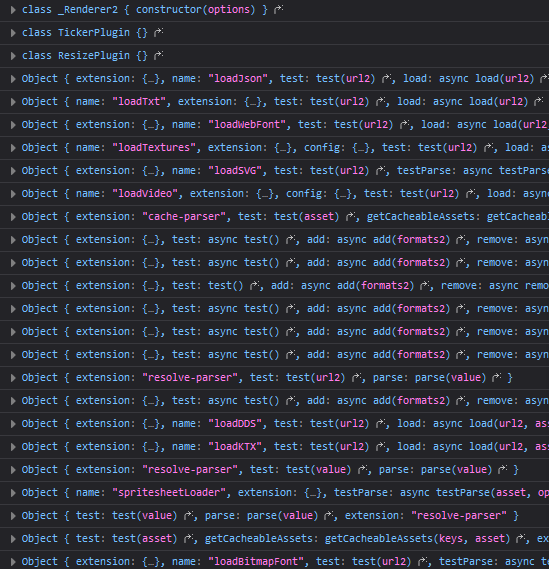 class _Renderer2 { constructor(options) }
class TickerPlugin {}
class ResizePlugin {}
Object { extension: {…}, name: "loadJson", test: test(url2), load: async load(url2)
Object { name: "loadTxt", extension: {…}, test: test(url2), load: async load(url2)
Object { extension: {…}, name: "loadWebFont", test: test(url2), load: async load(url2
Object { name: "loadTextures", extension: {…}, config: {…}, test: test(url2), load: as
Object { extension: {…}, name: "loadSVG", test: test(url2), testParse: async testPars
Object { name: "loadVideo", extension: {…}, config: {…}, test: test(url2), load: async
Object { extension: "cache-parser", test: test(asset), getCacheableAssets: getCacheabl
Object { extension: {…}, test: async test(), add: async add(formats2), remove: asyn
Object { extension: {…}, test: async test(), add: async add(formats2), remove: asyn
Object { extension: {…}, test: test(), add: async add(formats2), remove: async remo
Object { extension: {…}, test: async test(), add: async add(formats2), remove: asyn
Object { extension: {…}, test: async test(), add: async add(formats2), remove: asyn
Object { extension: {…}, test: async test(), add: async add(formats2), remove: asyn
Object { extension: "resolve-parser", test: test(url2), parse: parse(value) }
Object { extension: {…}, test: async test(), add: async add(formats2), remove: asyn
Object { extension: {…}, name: "loadDDS", test: test(url2), load: async load(url2, ass
Object { extension: {…}, name: "loadKTX", test: test(url2), load: async load(url2, ass
Object { extension: "resolve-parser", test: test(value), parse: parse(value) }
Object { name: "spritesheetLoader", extension: {…}, testParse: async testParse(asset, op
Object { test: test(value), parse: parse(value), extension: "resolve-parser" }
Object { test: test(asset), getCacheableAssets: getCacheableAssets(keys, asset), ex
Object { extension: {…}, name: "loadBitmapFont", test: test(url2), testParse: async te